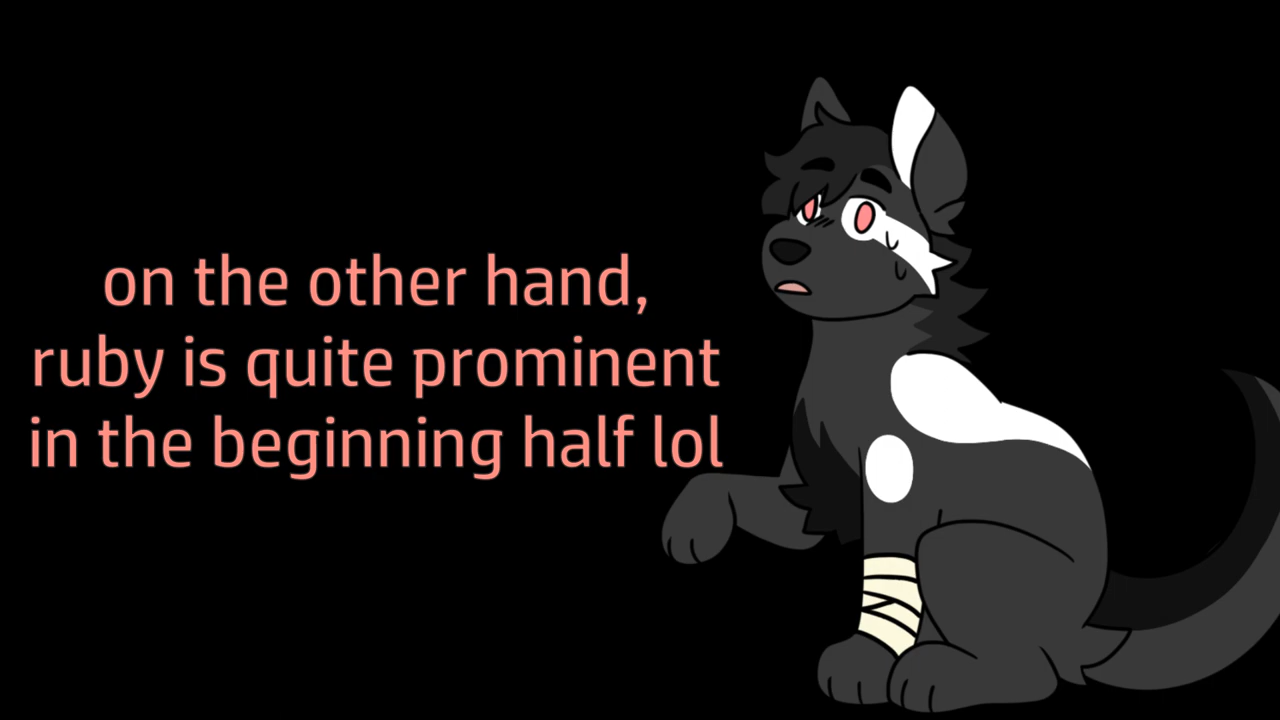 on the other hand,
ruby is quite prominent
in the beginning half lol